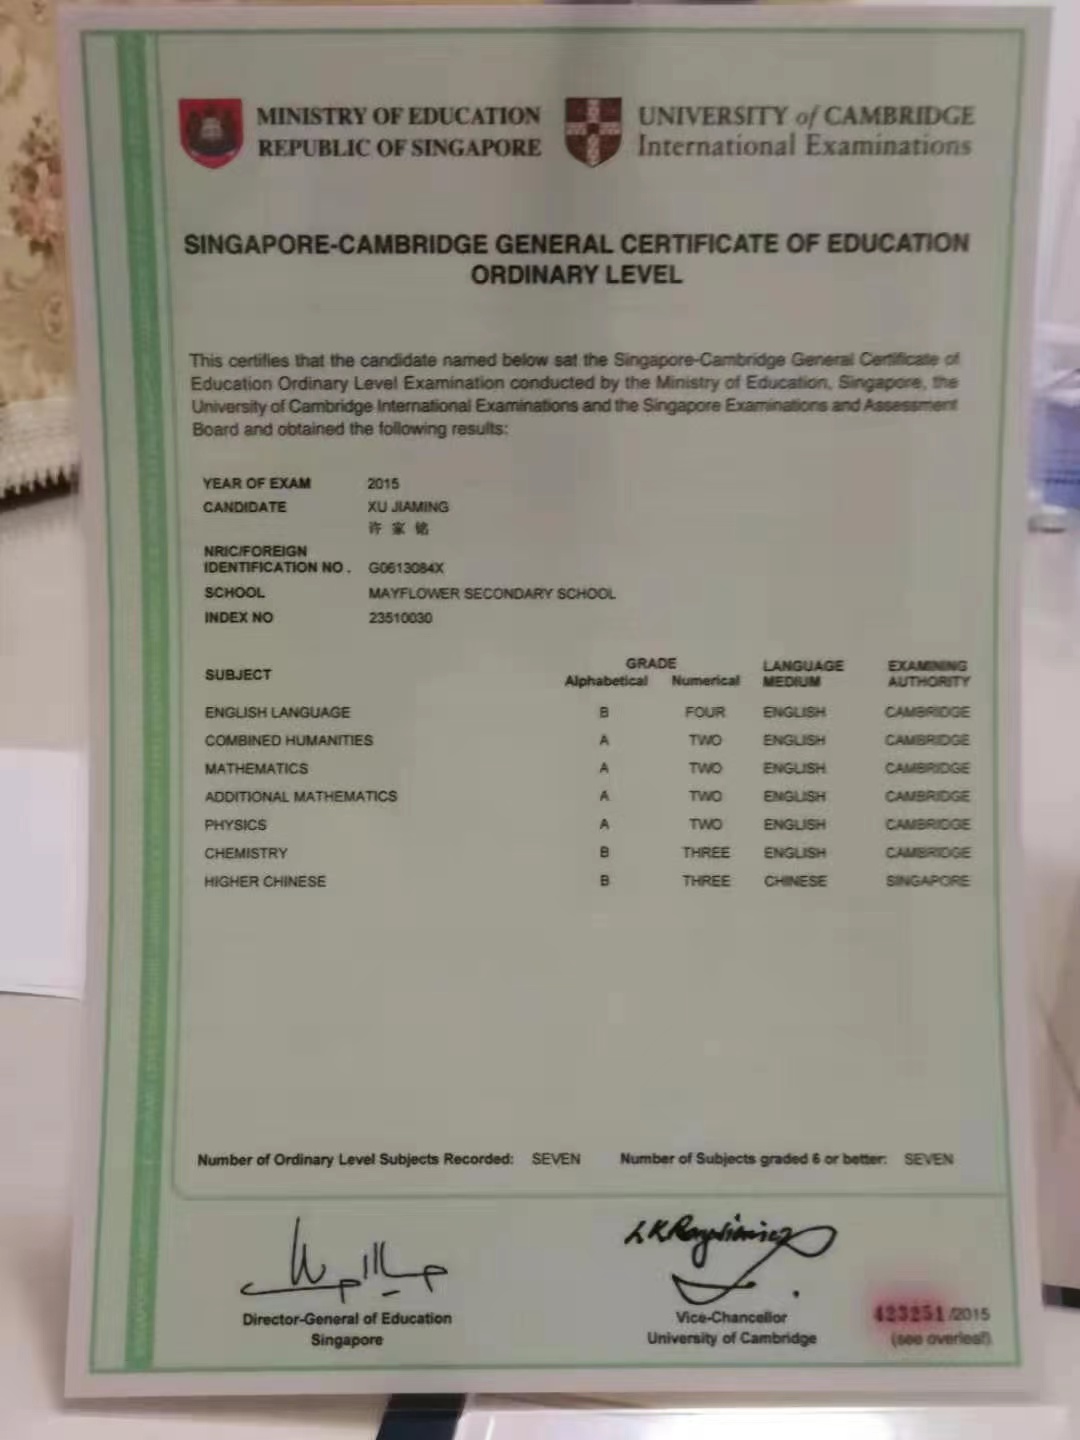 MINISTRY OF EDUCATION
REPUBLIC OF SINGAPORE
UNIVERSITY of CAMBRIDGE
International Examinations
SINGAPORE-CAMBRIDGE GENERAL CERTIFICATE OF EDUCATION
ORDINARY LEVEL
This certifies that the candidate named below sat the Singapore-Cambridge General Certificate of
Education Ordinary Level Examination conducted by the Ministry of Education, Singapore, the
University of Cambridge International Examinations and the Singapore Examinations and Assessment
Board and obtained the following results:
YEAR OF EXAM 2015
CANDIDATE XU JIAMING
许家铭
NRIC/FOREIGN
IDENTIFICATION NO. G0613084X
SCHOOL MAYFLOWER SECONDARY SCHOOL
INDEX NO 23510030
SUBJECT GRADE LANGUAGE EXAMINING
Alphabetical Numerical MEDIUM AUTHORITY
ENGLISH LANGUAGE B FOUR ENGLISH CAMBRIDGE
COMBINED HUMANITIES A TWO ENGLISH CAMBRIDGE
MATHEMATICS A TWO ENGLISH CAMBRIDGE
ADDITIONAL MATHEMATICS A TWO ENGLISH CAMBRIDGE
PHYSICS A TWO ENGLISH CAMBRIDGE
CHEMISTRY B THREE ENGLISH CAMBRIDGE
HIGHER CHINESE B THREE CHINESE SINGAPORE
Number of Ordinary Level Subjects Recorded: SEVEN Number of Subjects graded 6 or better: SEVEN
Director-General of Education
Singapore
Vice-Chancellor
University of Cambridge
423251/2015
(see overleaf)